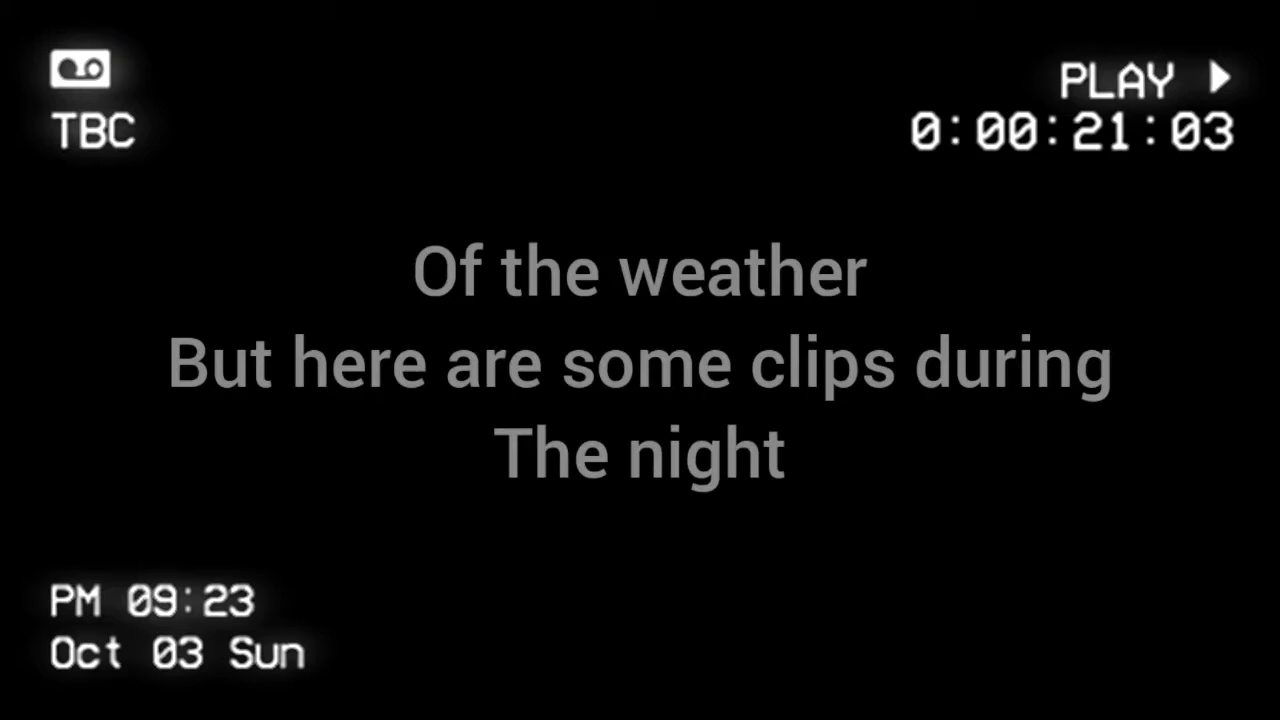 TBC
PLAY
0:00:21:03
Of the weather
But here are some clips during
The night
PM 09:23
Oct 03 Sun